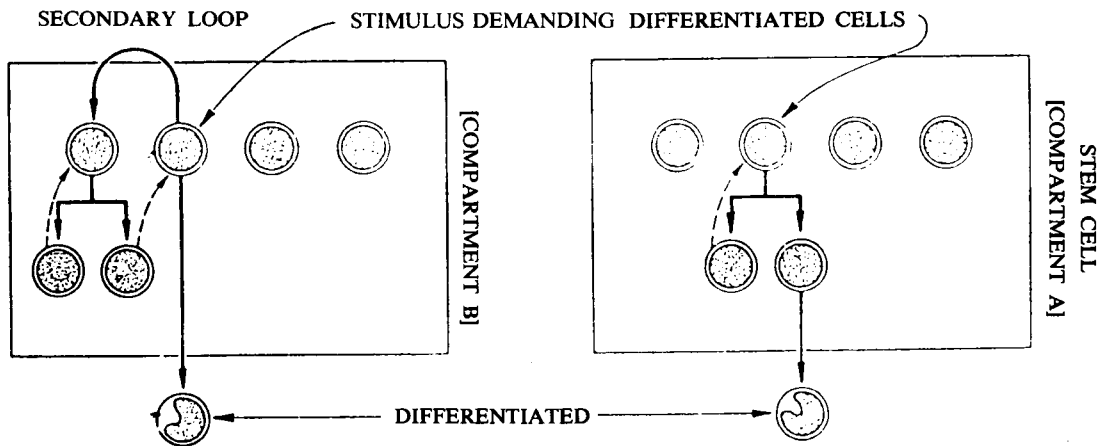 SECONDARY LOOP
STIMULUS DEMANDING DIFFERENTIATED CELLS
[COMPARTMENT B]
STEM CELL
[COMPARTMENT A]
DIFFERENTIATED